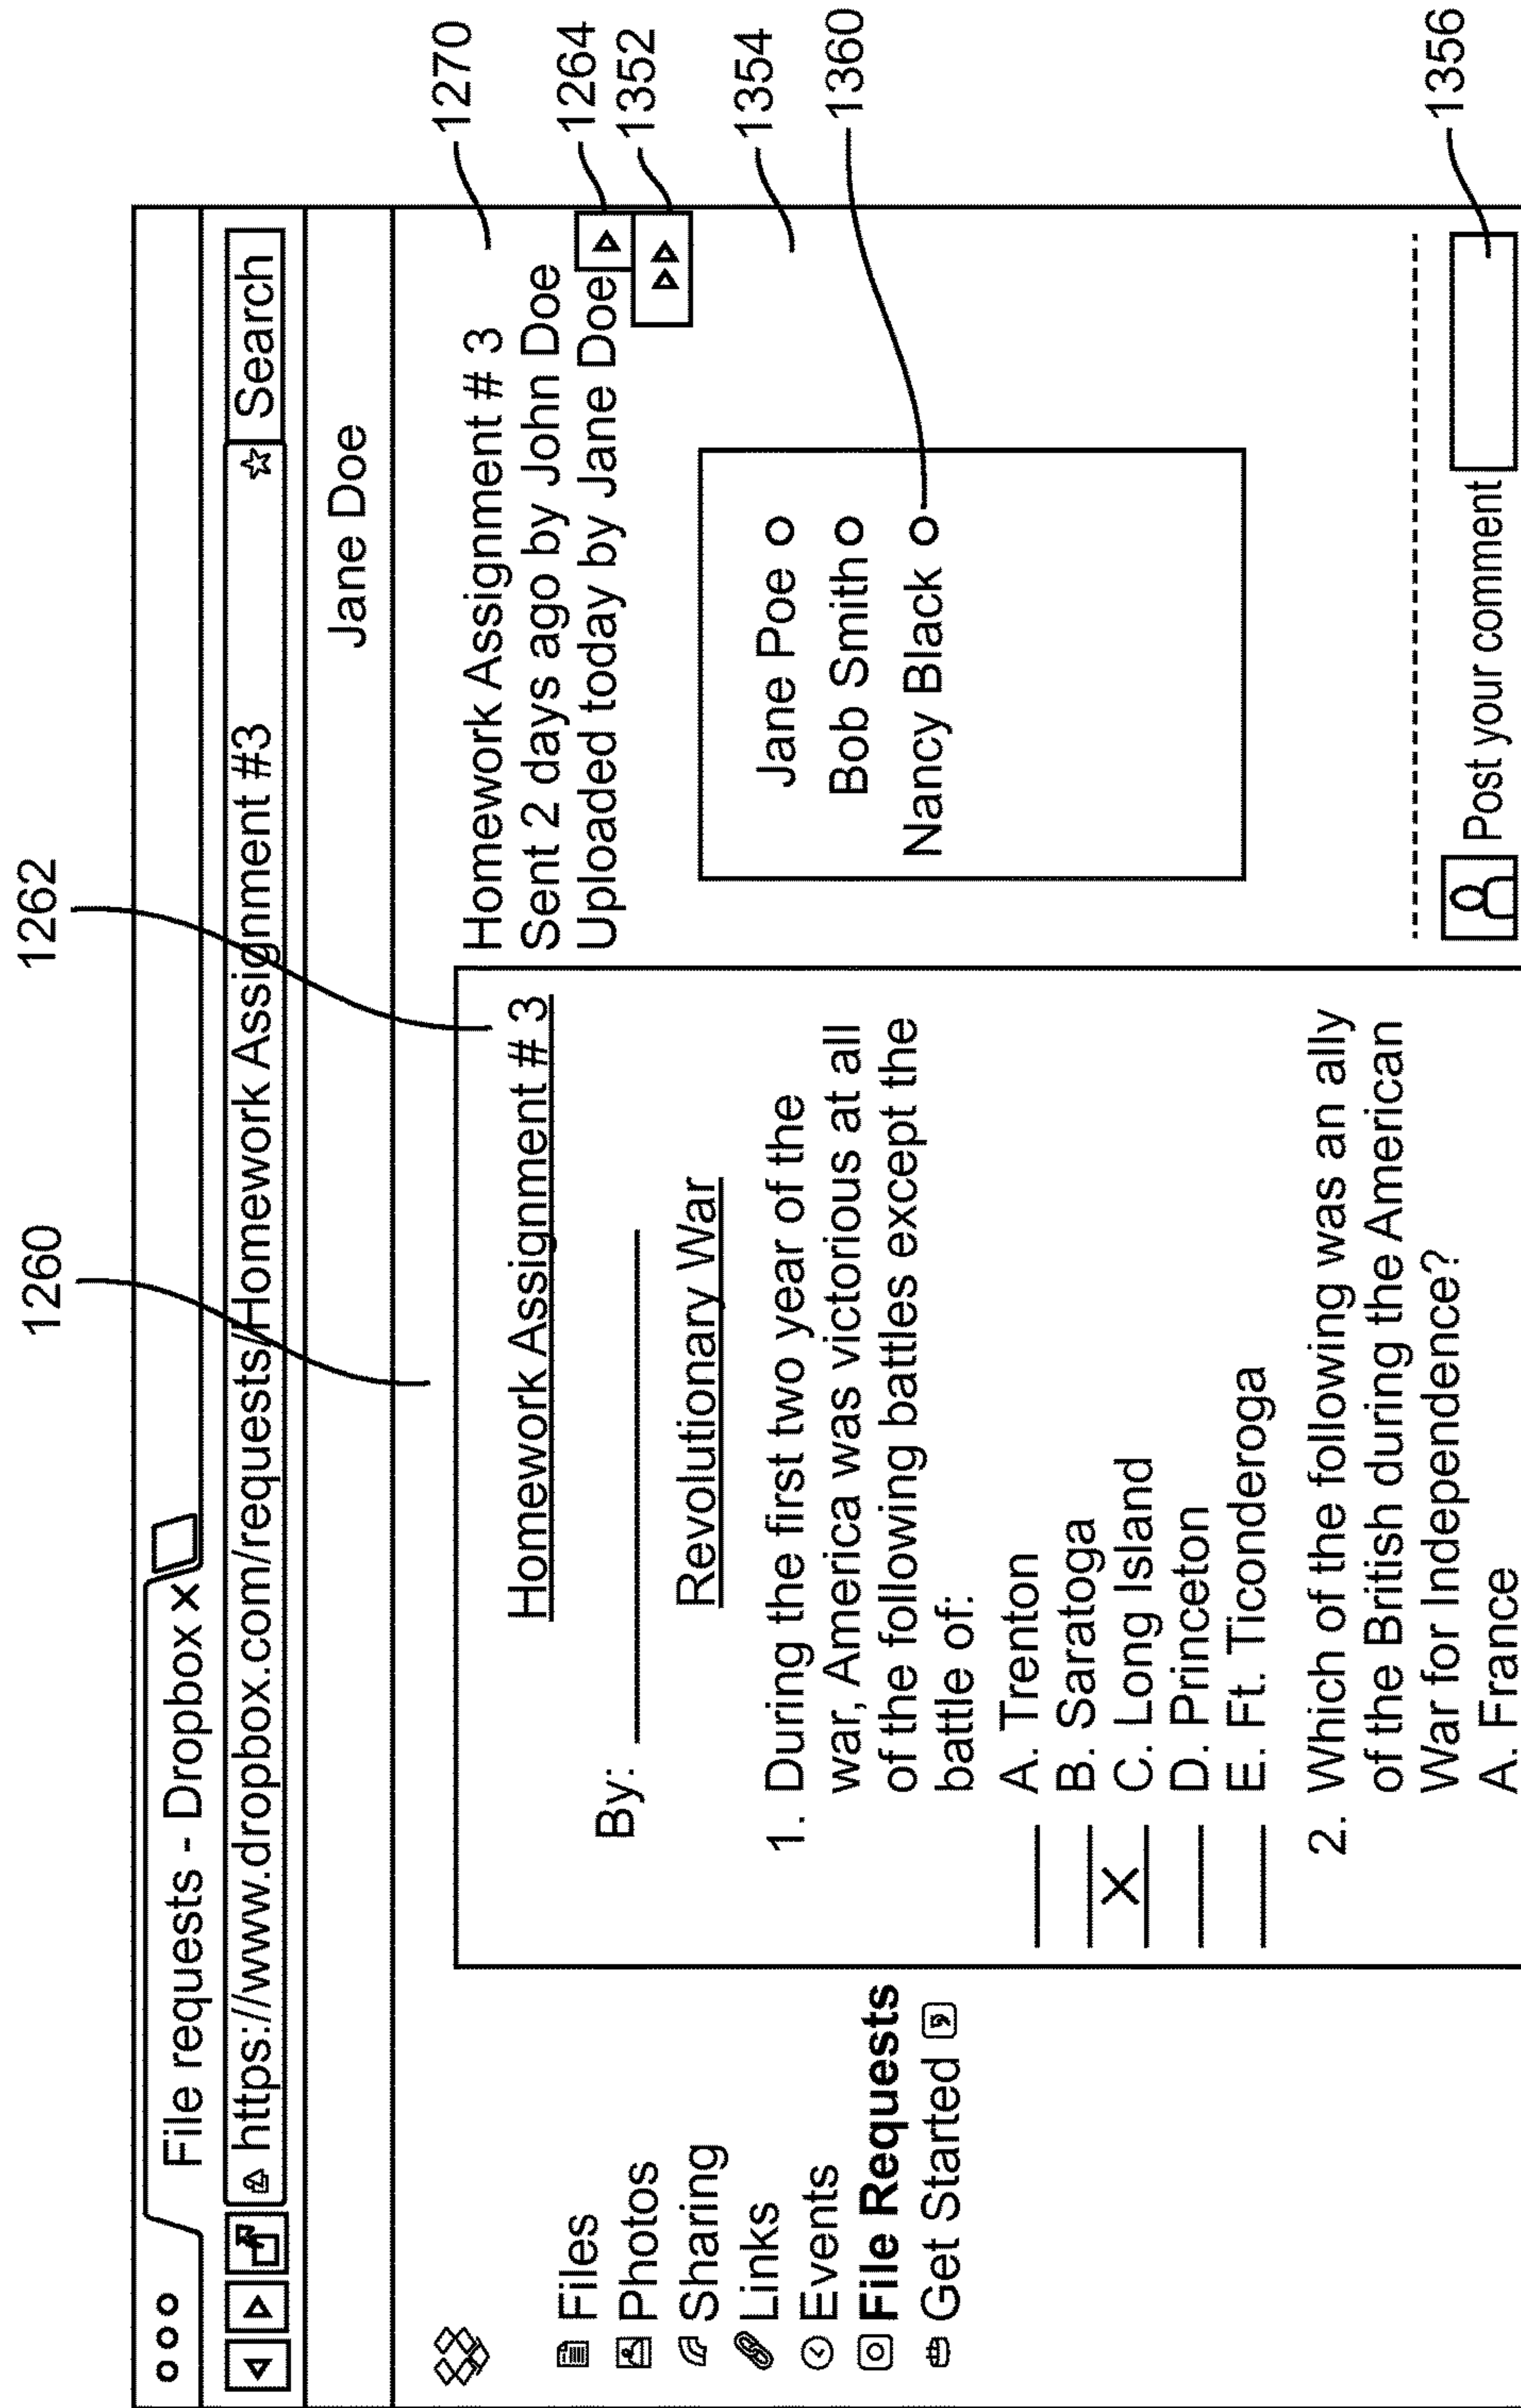 1262
1260
File requests - Dropbox X
https://www.dropbox.com/requests/Homework Assignment #3
Search
Jane Doe
Files
Photos
Sharing
Links
Events
File Requests
Get Started
Homework Assignment # 3
By:
Revolutionary War
1. During the first two year of the
war, America was victorious at all
of the following battles except the
battle of:
A. Trenton
B. Saratoga
X C. Long Island
D. Princeton
E. Ft. Ticonderoga
2. Which of the following was an ally
of the British during the American
War for Independence?
A. France
Homework Assignment # 3
Sent 2 days ago by John Doe
Uploaded today by Jane Doe
Jane Poe
Bob Smith
Nancy Black
Post your comment
1270
1264
1352
1354
1360
1356